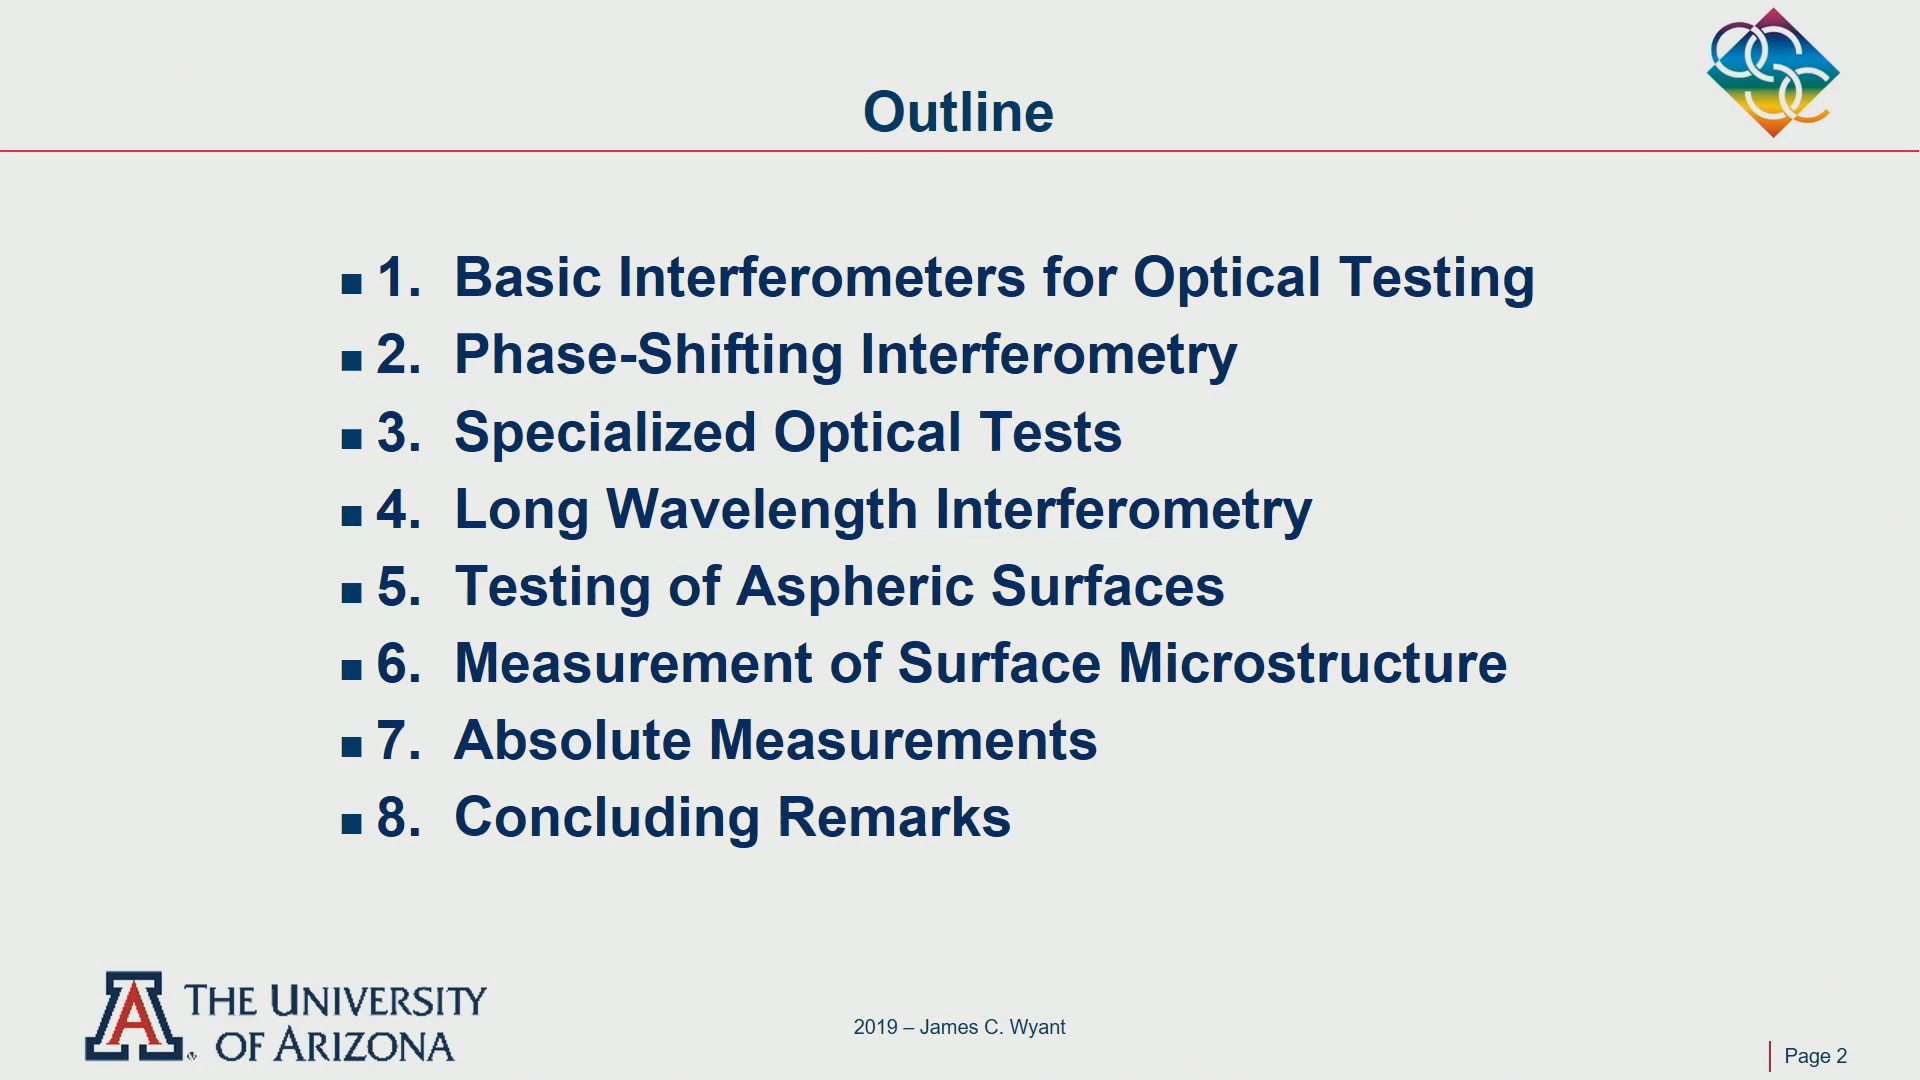 Outline
1. Basic Interferometers for Optical Testing
2. Phase-Shifting Interferometry
3. Specialized Optical Tests
4. Long Wavelength Interferometry
5. Testing of Aspheric Surfaces
6. Measurement of Surface Microstructure
7. Absolute Measurements
8. Concluding Remarks
A THE UNIVERSITY
OF ARIZONA
2019 – James C. Wyant
Page 2